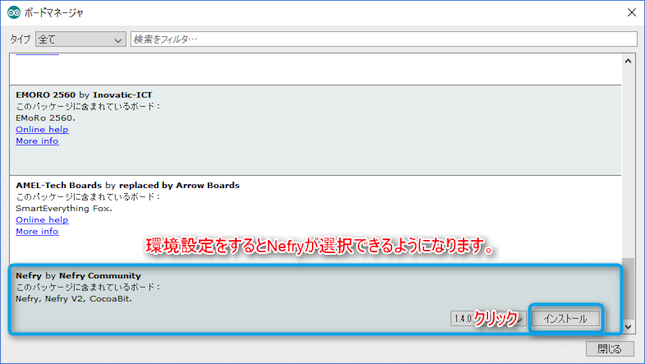 ボードマネージャ
タイプ 全て 検索をフィルタ…
EMORO 2560 by Inovatic-ICT
このパッケージに含まれているボード：
EMoRo 2560.
Online help
More info
AMEL-Tech Boards by replaced by Arrow Boards
このパッケージに含まれているボード：
SmartEverything Fox.
Online help
More info
環境設定をするとNefryが選択できるようになります。
Nefry by Nefry Community
このパッケージに含まれているボード：
Nefry, Nefry V2, CocoaBit.
1.4.0 クリック インストール
閉じる